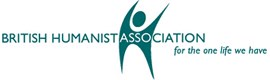 BRITISH HUMANIST ASSOCIATION
for the one life we have